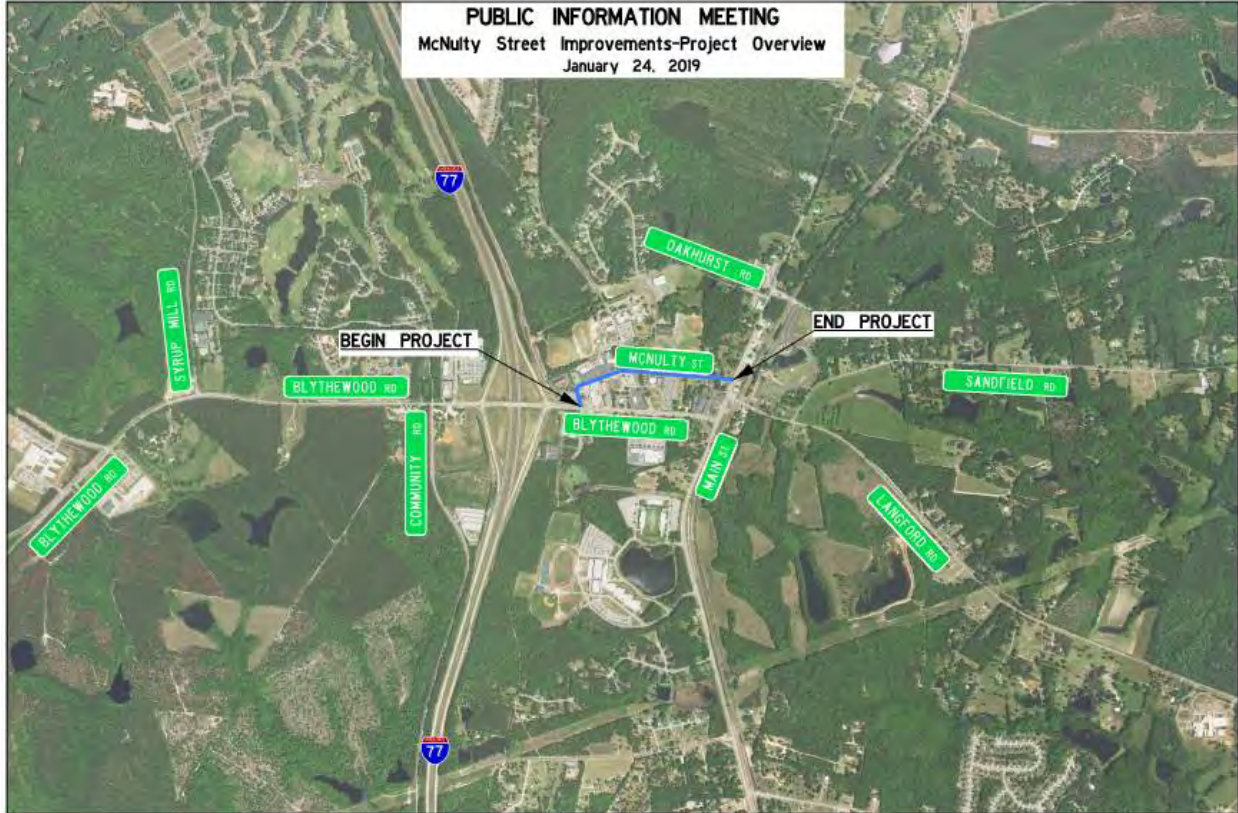 PUBLIC INFORMATION MEETING
McNulty Street Improvements-Project Overview
January 24, 2019
77
OAKHURST RD
END PROJECT
SYRUP MILL RD
BEGIN PROJECT
MCNULTY ST
BLYTHEWOOD RD
SANDFIELD RD
BLYTHEWOOD RD
COMMUNITY RD
MAIN ST
BLYTHEWOOD RD
LANGFORD RD
77